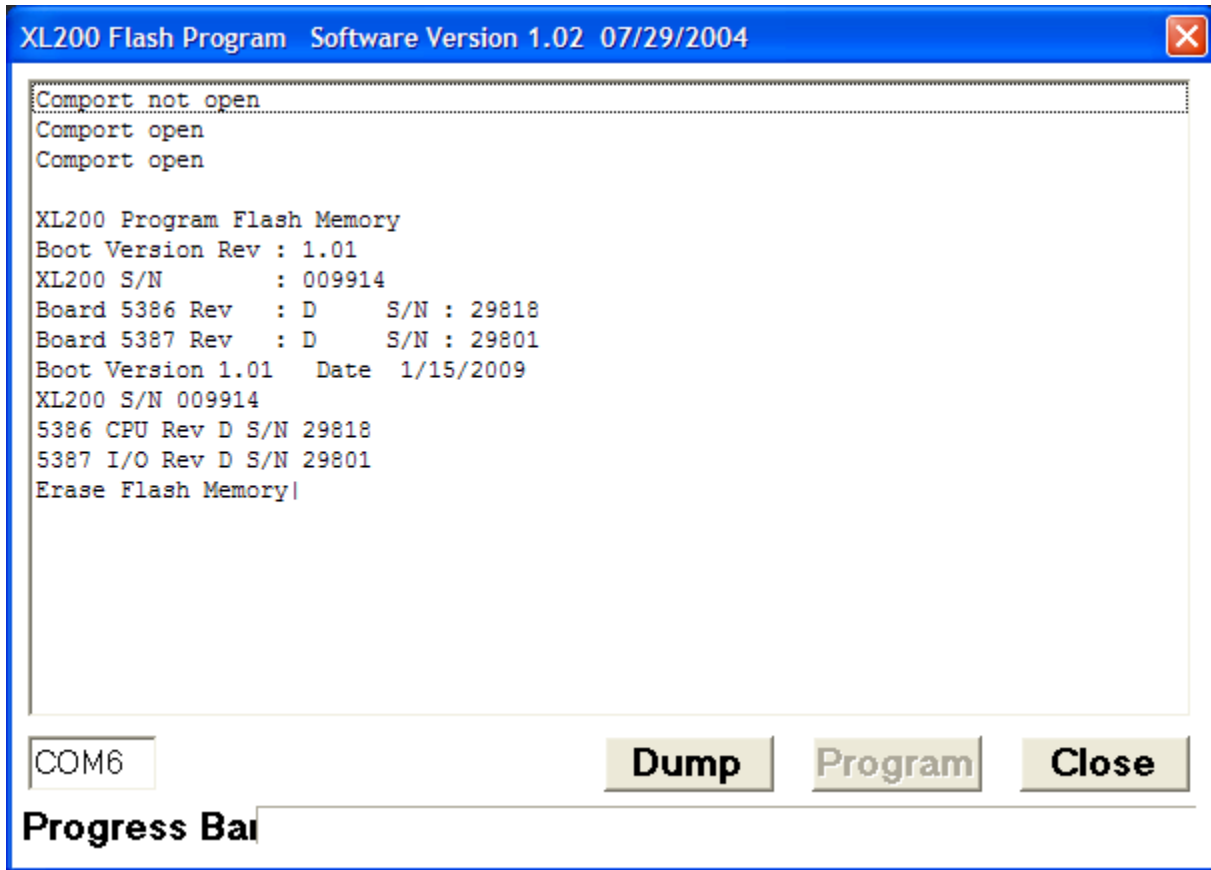 XL200 Flash Program   Software Version 1.02  07/29/2004
Comport not open
Comport open
Comport open
XL200 Program Flash Memory
Boot Version Rev : 1.01
XL200 S/N        : 009914
Board 5386 Rev   : D     S/N : 29818
Board 5387 Rev   : D     S/N : 29801
Boot Version 1.01   Date  1/15/2009
XL200 S/N 009914
5386 CPU Rev D S/N 29818
5387 I/O Rev D S/N 29801
Erase Flash Memory|
COM6 Dump Program Close
Progress Bar